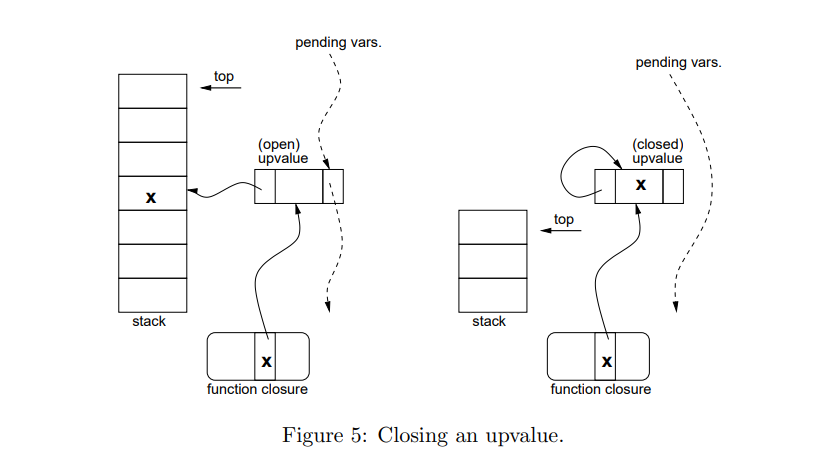 pending vars.
top
(open)
upvalue
x
stack
x
function closure
pending vars.
(closed)
upvalue
x
top
stack
x
function closure
Figure 5: Closing an upvalue.